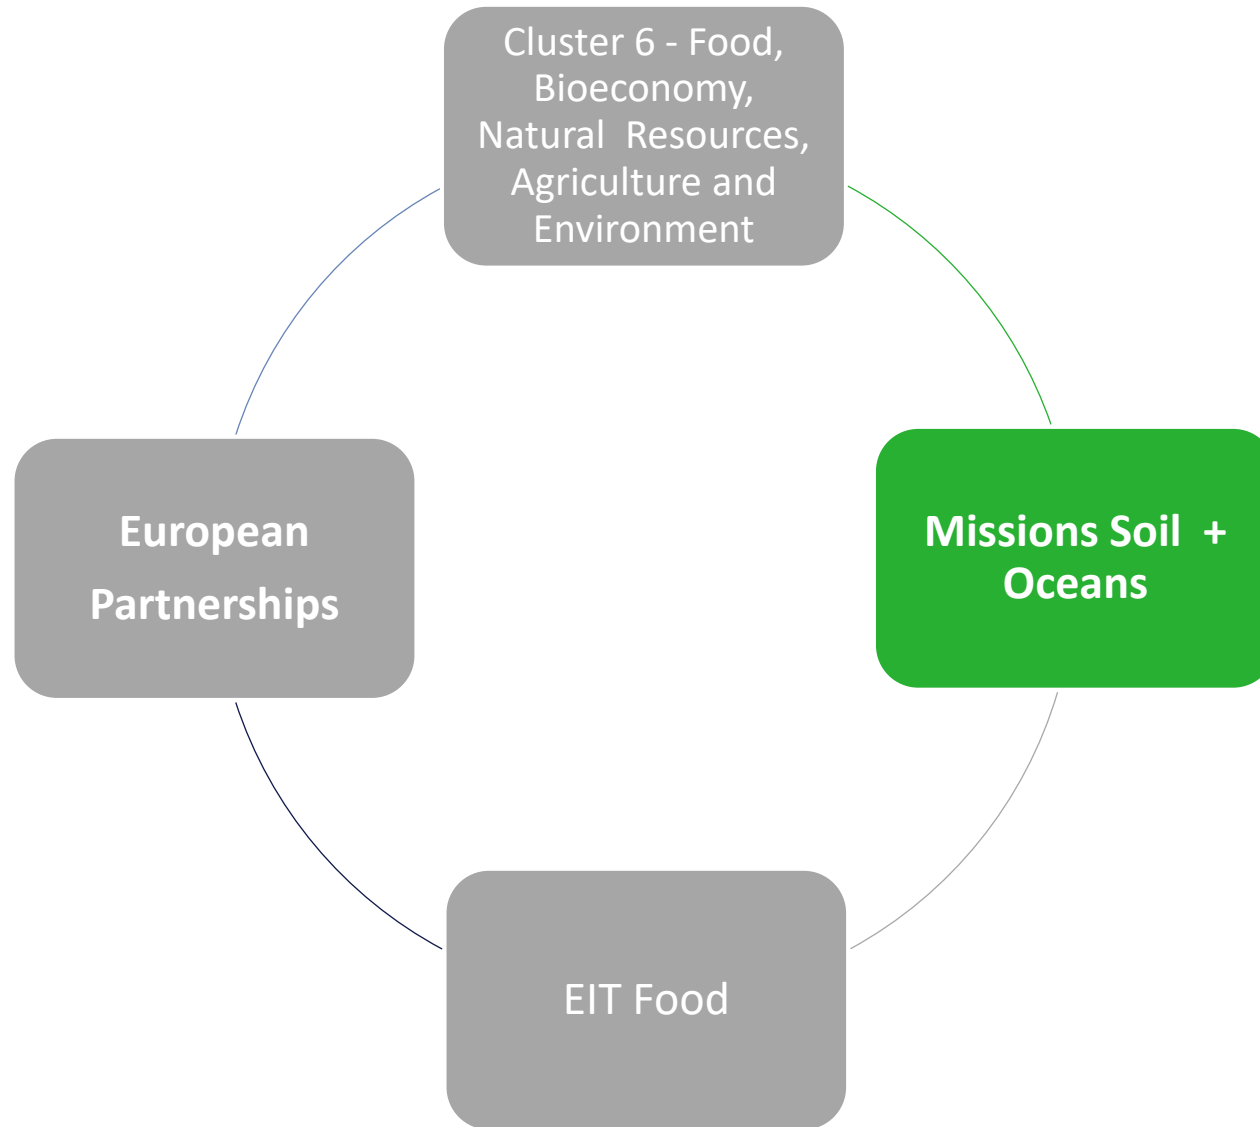 Cluster 6 - Food,
Bioeconomy,
Natural  Resources,
Agriculture and
Environment
European
Partnerships
Missions Soil  +
Oceans
EIT Food